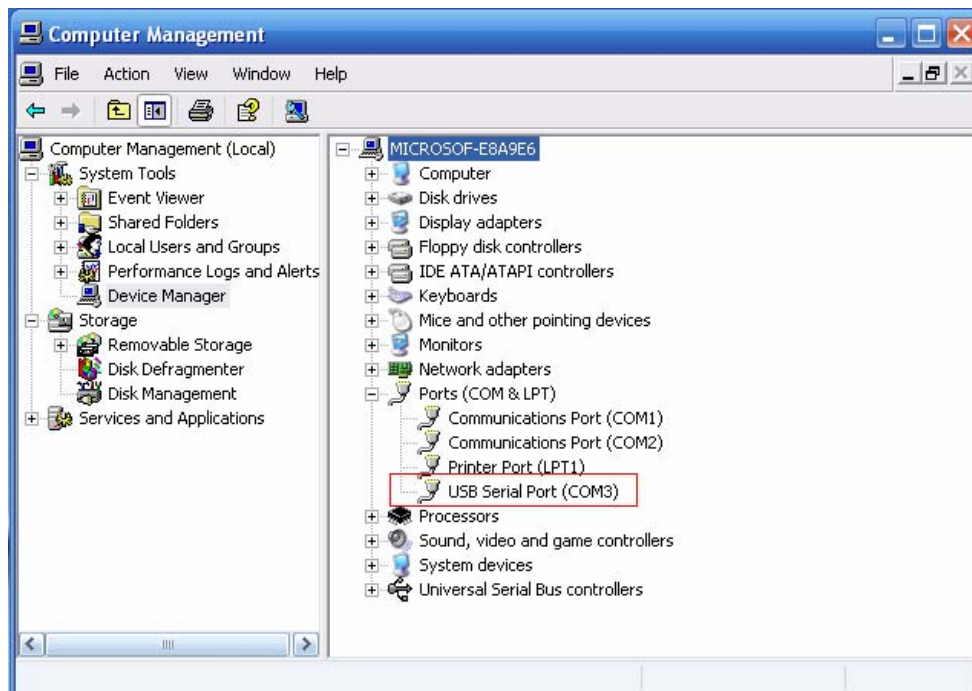 Computer Management
File Action View Window Help
Computer Management (Local)
System Tools
Event Viewer
Shared Folders
Local Users and Groups
Performance Logs and Alerts
Device Manager
Storage
Removable Storage
Disk Defragmenter
Disk Management
Services and Applications
MICROSOF-E8A9E6
Computer
Disk drives
Display adapters
Floppy disk controllers
IDE ATA/ATAPI controllers
Keyboards
Mice and other pointing devices
Monitors
Network adapters
Ports (COM & LPT)
Communications Port (COM1)
Communications Port (COM2)
Printer Port (LPT1)
USB Serial Port (COM3)
Processors
Sound, video and game controllers
System devices
Universal Serial Bus controllers